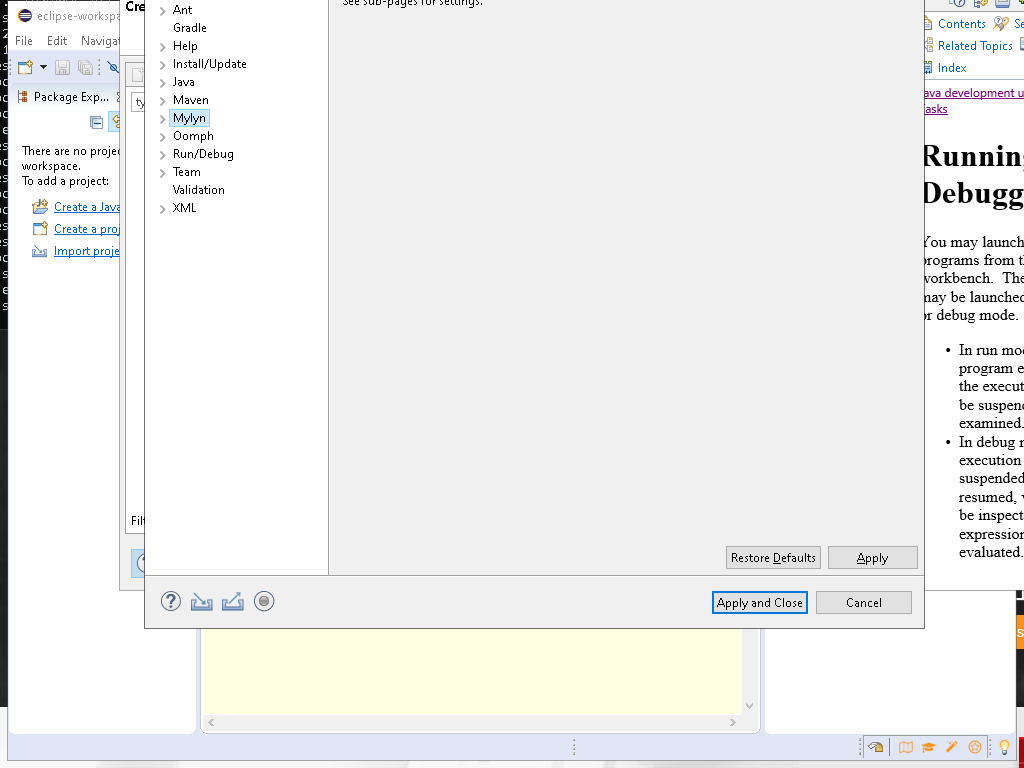 See sub-pages for settings.
Cre
eclipse-workspa
File Edit Navigat
Package Exp...
There are no proje
workspace.
To add a project:
Create a Java
Create a proj
Import proje
ty
Filt
Ant
Gradle
Help
Install/Update
Java
Maven
Mylyn
Oomph
Run/Debug
Team
Validation
XML
Restore Defaults
Apply
Apply and Close
Cancel
Contents
Se
Related Topics
Index
ava development u
asks
Running
Debugg
You may launch
programs from th
workbench. The
may be launched
or debug mode.
• In run mod
program e
the execut
be suspend
examined.
• In debug m
execution
suspended
resumed, v
be inspect
expression
evaluated.